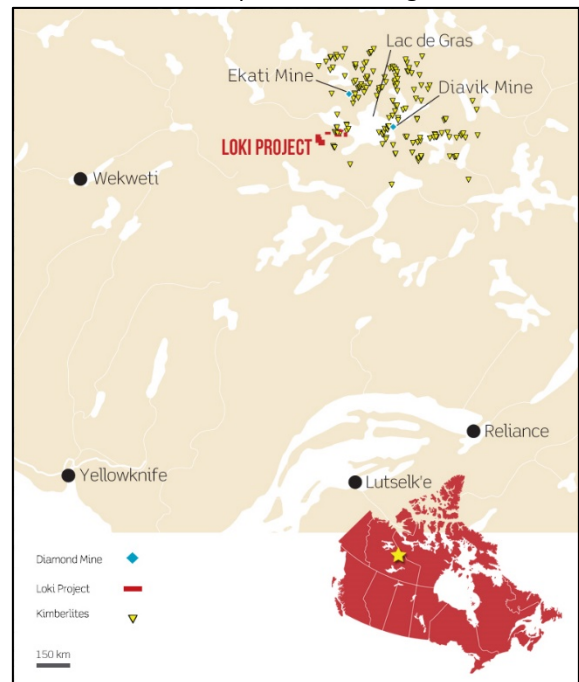 Lac de Gras
Ekati Mine
Diavik Mine
LOKI PROJECT
Wekweti
Reliance
Yellowknife
Lutselk'e
Diamond Mine
Loki Project
Kimberlites
150 km